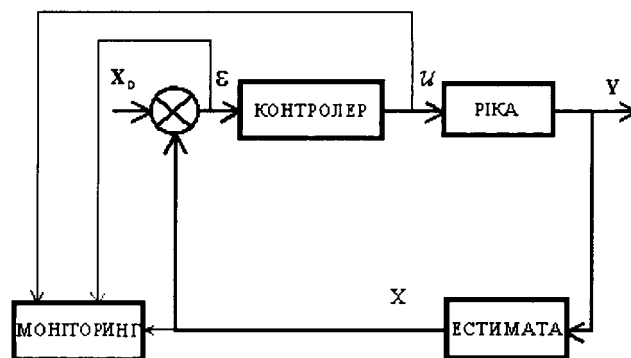 X₀ ε КОНТРОЛЕР u РІКА Y
X
МОНІТОРИНГ ЕСТИМАТА